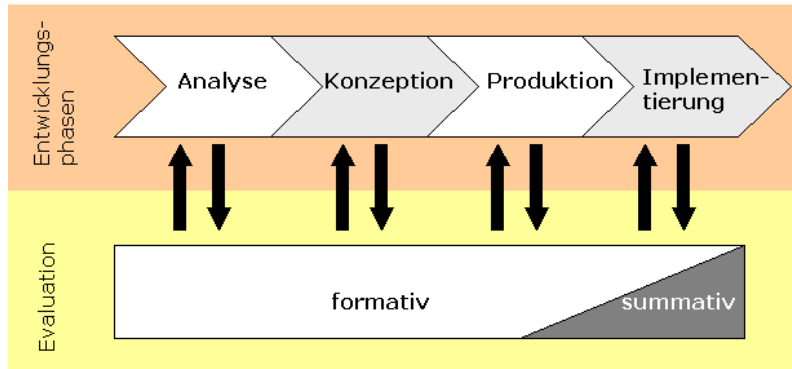 Entwicklungs-
phasen
Analyse
Konzeption
Produktion
Implemen-
tierung
Evaluation
formativ
summativ